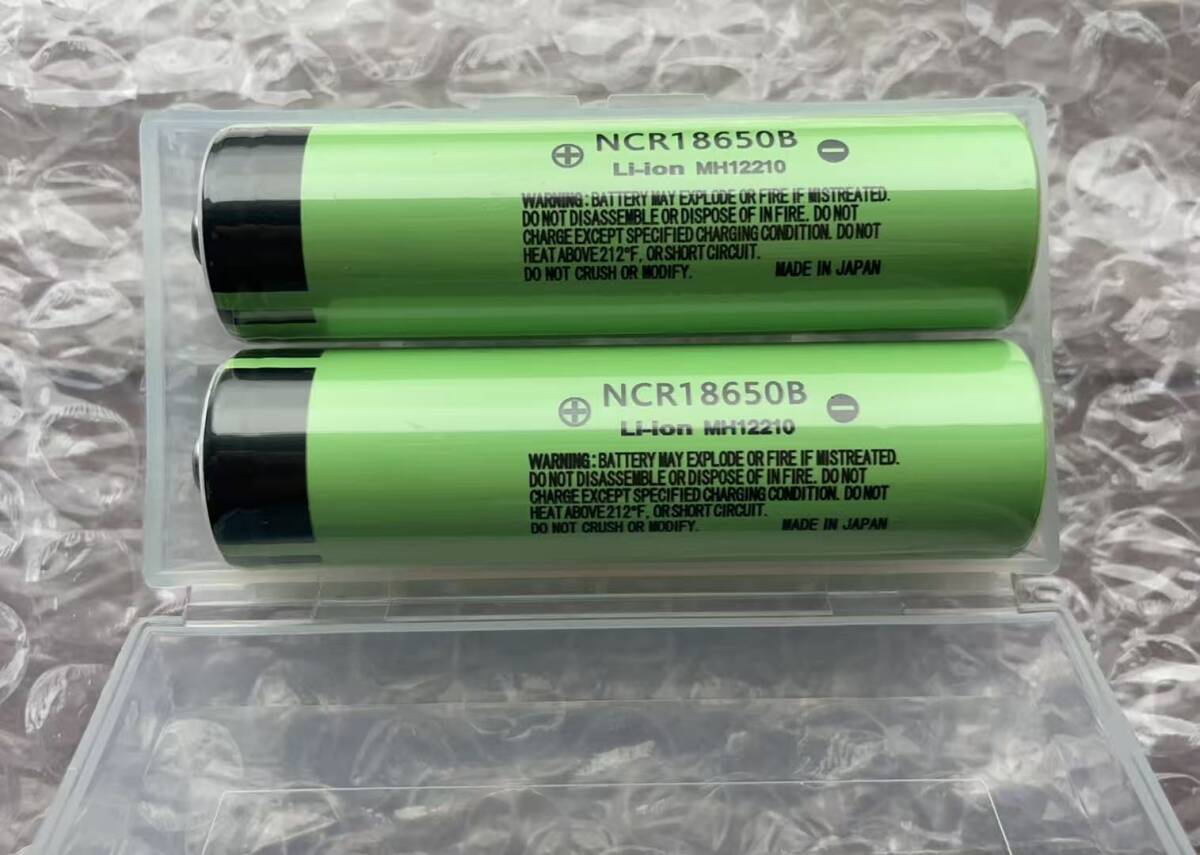 ⊕ NCR18650B ⊖
Li-ion MH12210
WARNING: BATTERY MAY EXPLODE OR FIRE IF MISTREATED.
DO NOT DISASSEMBLE OR DISPOSE OF IN FIRE. DO NOT
CHARGE EXCEPT SPECIFIED CHARGING CONDITION. DO NOT
HEAT ABOVE 212°F, OR SHORT CIRCUIT.
DO NOT CRUSH OR MODIFY. MADE IN JAPAN
⊕ NCR18650B ⊖
Li-ion MH12210
WARNING: BATTERY MAY EXPLODE OR FIRE IF MISTREATED.
DO NOT DISASSEMBLE OR DISPOSE OF IN FIRE. DO NOT
CHARGE EXCEPT SPECIFIED CHARGING CONDITION. DO NOT
HEAT ABOVE 212°F, OR SHORT CIRCUIT.
DO NOT CRUSH OR MODIFY. MADE IN JAPAN